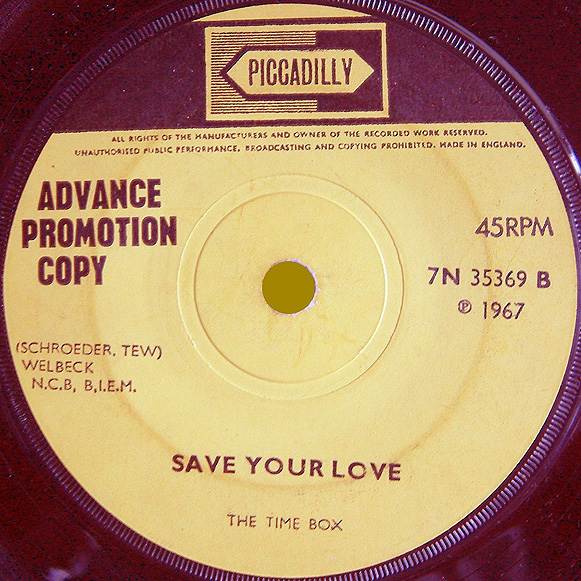 PICCADILLY
ALL RIGHTS OF THE MANUFACTURERS AND OWNER OF THE RECORDED WORK RESERVED.
UNAUTHORISED PUBLIC PERFORMANCE, BROADCASTING AND COPYING PROHIBITED. MADE IN ENGLAND.
ADVANCE
PROMOTION
COPY
45RPM
7N 35369 B
℗ 1967
(SCHROEDER, TEW)
WELBECK
N.C.B, B.I.E.M.
SAVE YOUR LOVE
THE TIME BOX